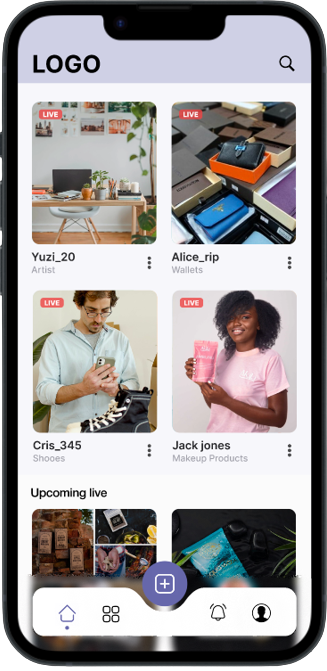 LOGO
LIVE
LIVE
Yuzi_20
Artist
Alice_rip
Wallets
LIVE
LIVE
Cris_345
Shooes
Jack jones
Makeup Products
Upcoming live